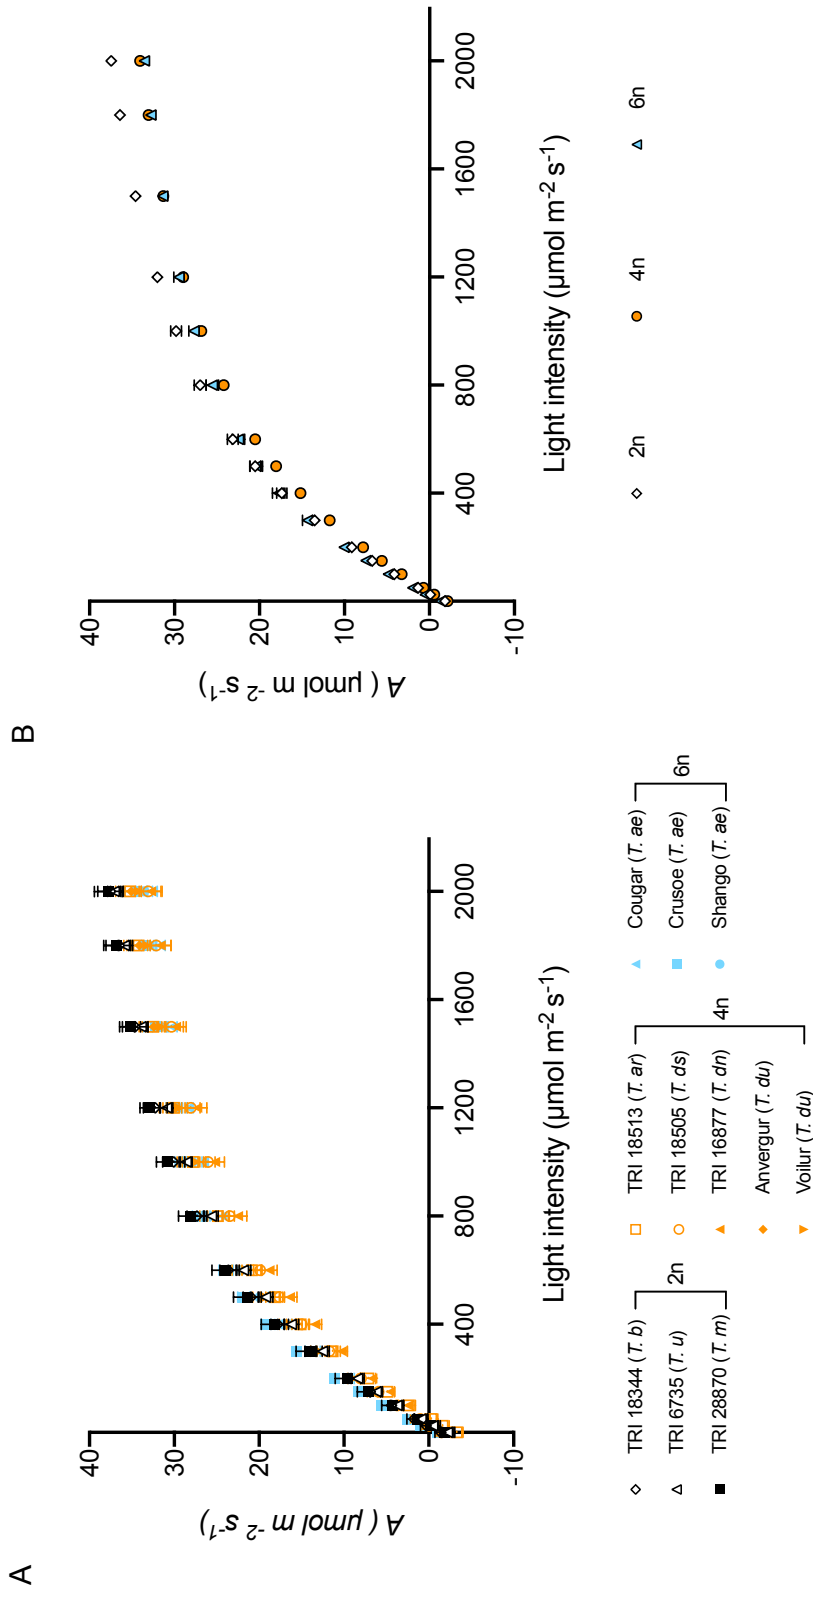 A
40
30
20
10
0
-10
A ( µmol m⁻² s⁻¹)
400
800
1200
1600
2000
Light intensity (µmol m⁻² s⁻¹)
TRI 18344 (T. b)
TRI 6735 (T. u)
TRI 28870 (T. m)
2n
TRI 18513 (T. ar)
TRI 18505 (T. ds)
TRI 16877 (T. dn)
Anvergur (T. du)
Voilur (T. du)
4n
Cougar (T. ae)
Crusoe (T. ae)
Shango (T. ae)
6n
B
40
30
20
10
0
-10
A ( µmol m⁻² s⁻¹)
400
800
1200
1600
2000
Light intensity (µmol m⁻² s⁻¹)
2n
4n
6n